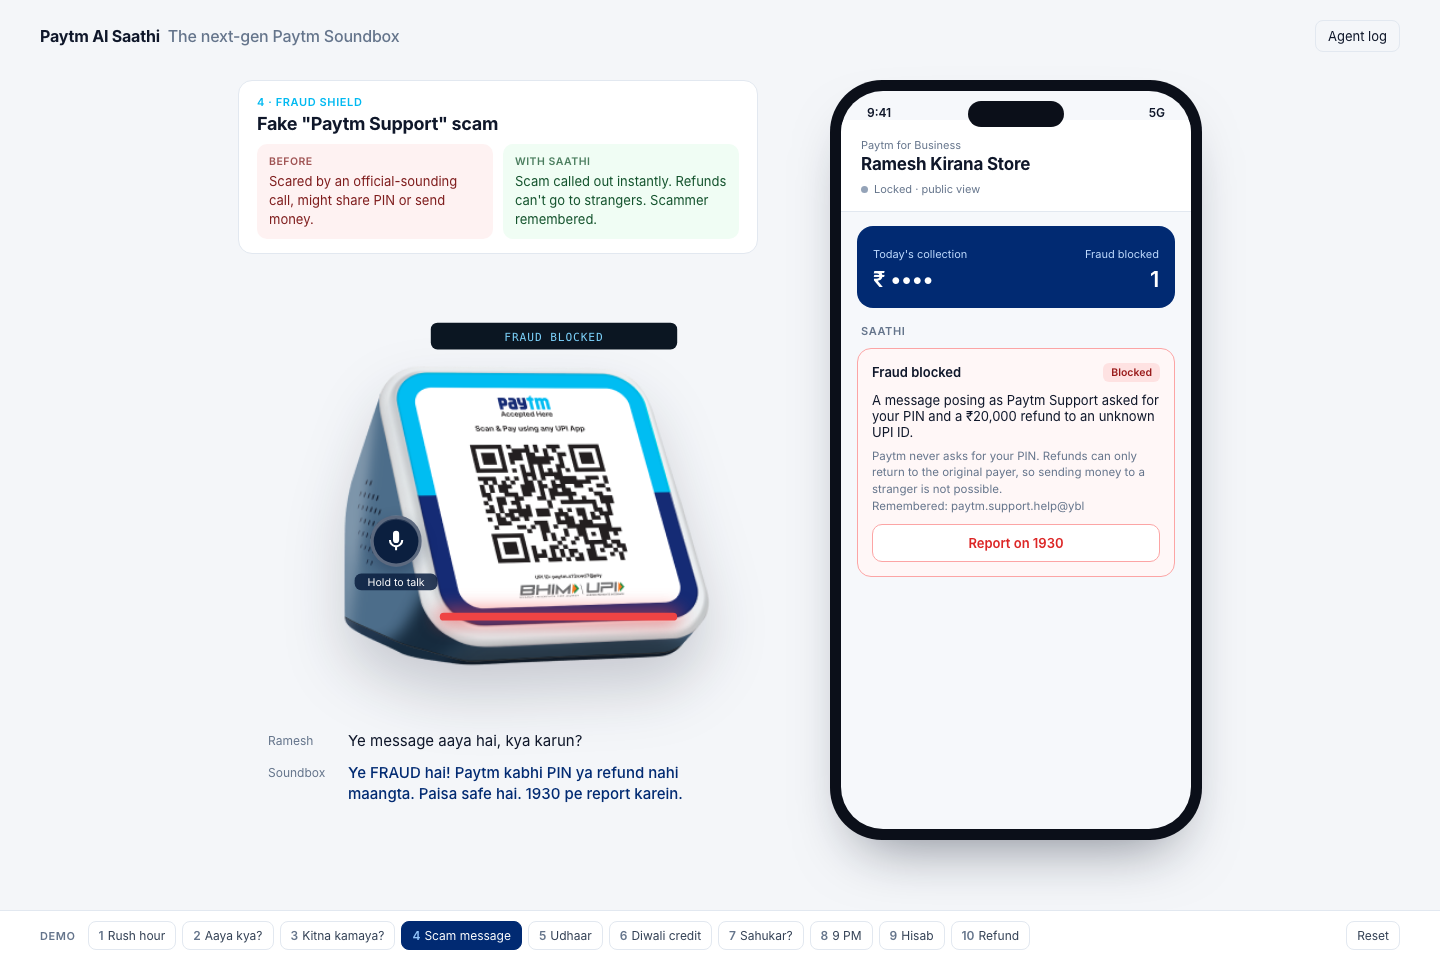 Paytm AI Saathi The next-gen Paytm Soundbox
Agent log
4 · FRAUD SHIELD
Fake "Paytm Support" scam
BEFORE
Scared by an official-sounding
call, might share PIN or send
money.
WITH SAATHI
Scam called out instantly. Refunds
can't go to strangers. Scammer
remembered.
FRAUD BLOCKED
paytm
Accepted Here
Scan & Pay using any UPI App
BHIM UPI
Hold to talk
Ramesh
Ye message aaya hai, kya karun?
Soundbox
Ye FRAUD hai! Paytm kabhi PIN ya refund nahi
maangta. Paisa safe hai. 1930 pe report karein.
9:41
5G
Paytm for Business
Ramesh Kirana Store
Locked · public view
Today's collection
₹ ••••
Fraud blocked
1
SAATHI
Fraud blocked
Blocked
A message posing as Paytm Support asked for
your PIN and a ₹20,000 refund to an unknown
UPI ID.
Paytm never asks for your PIN. Refunds can only
return to the original payer, so sending money to a
stranger is not possible.
Remembered: paytm.support.help@ybl
Report on 1930
DEMO
1 Rush hour
2 Aaya kya?
3 Kitna kamaya?
4 Scam message
5 Udhaar
6 Diwali credit
7 Sahukar?
8 9 PM
9 Hisab
10 Refund
Reset